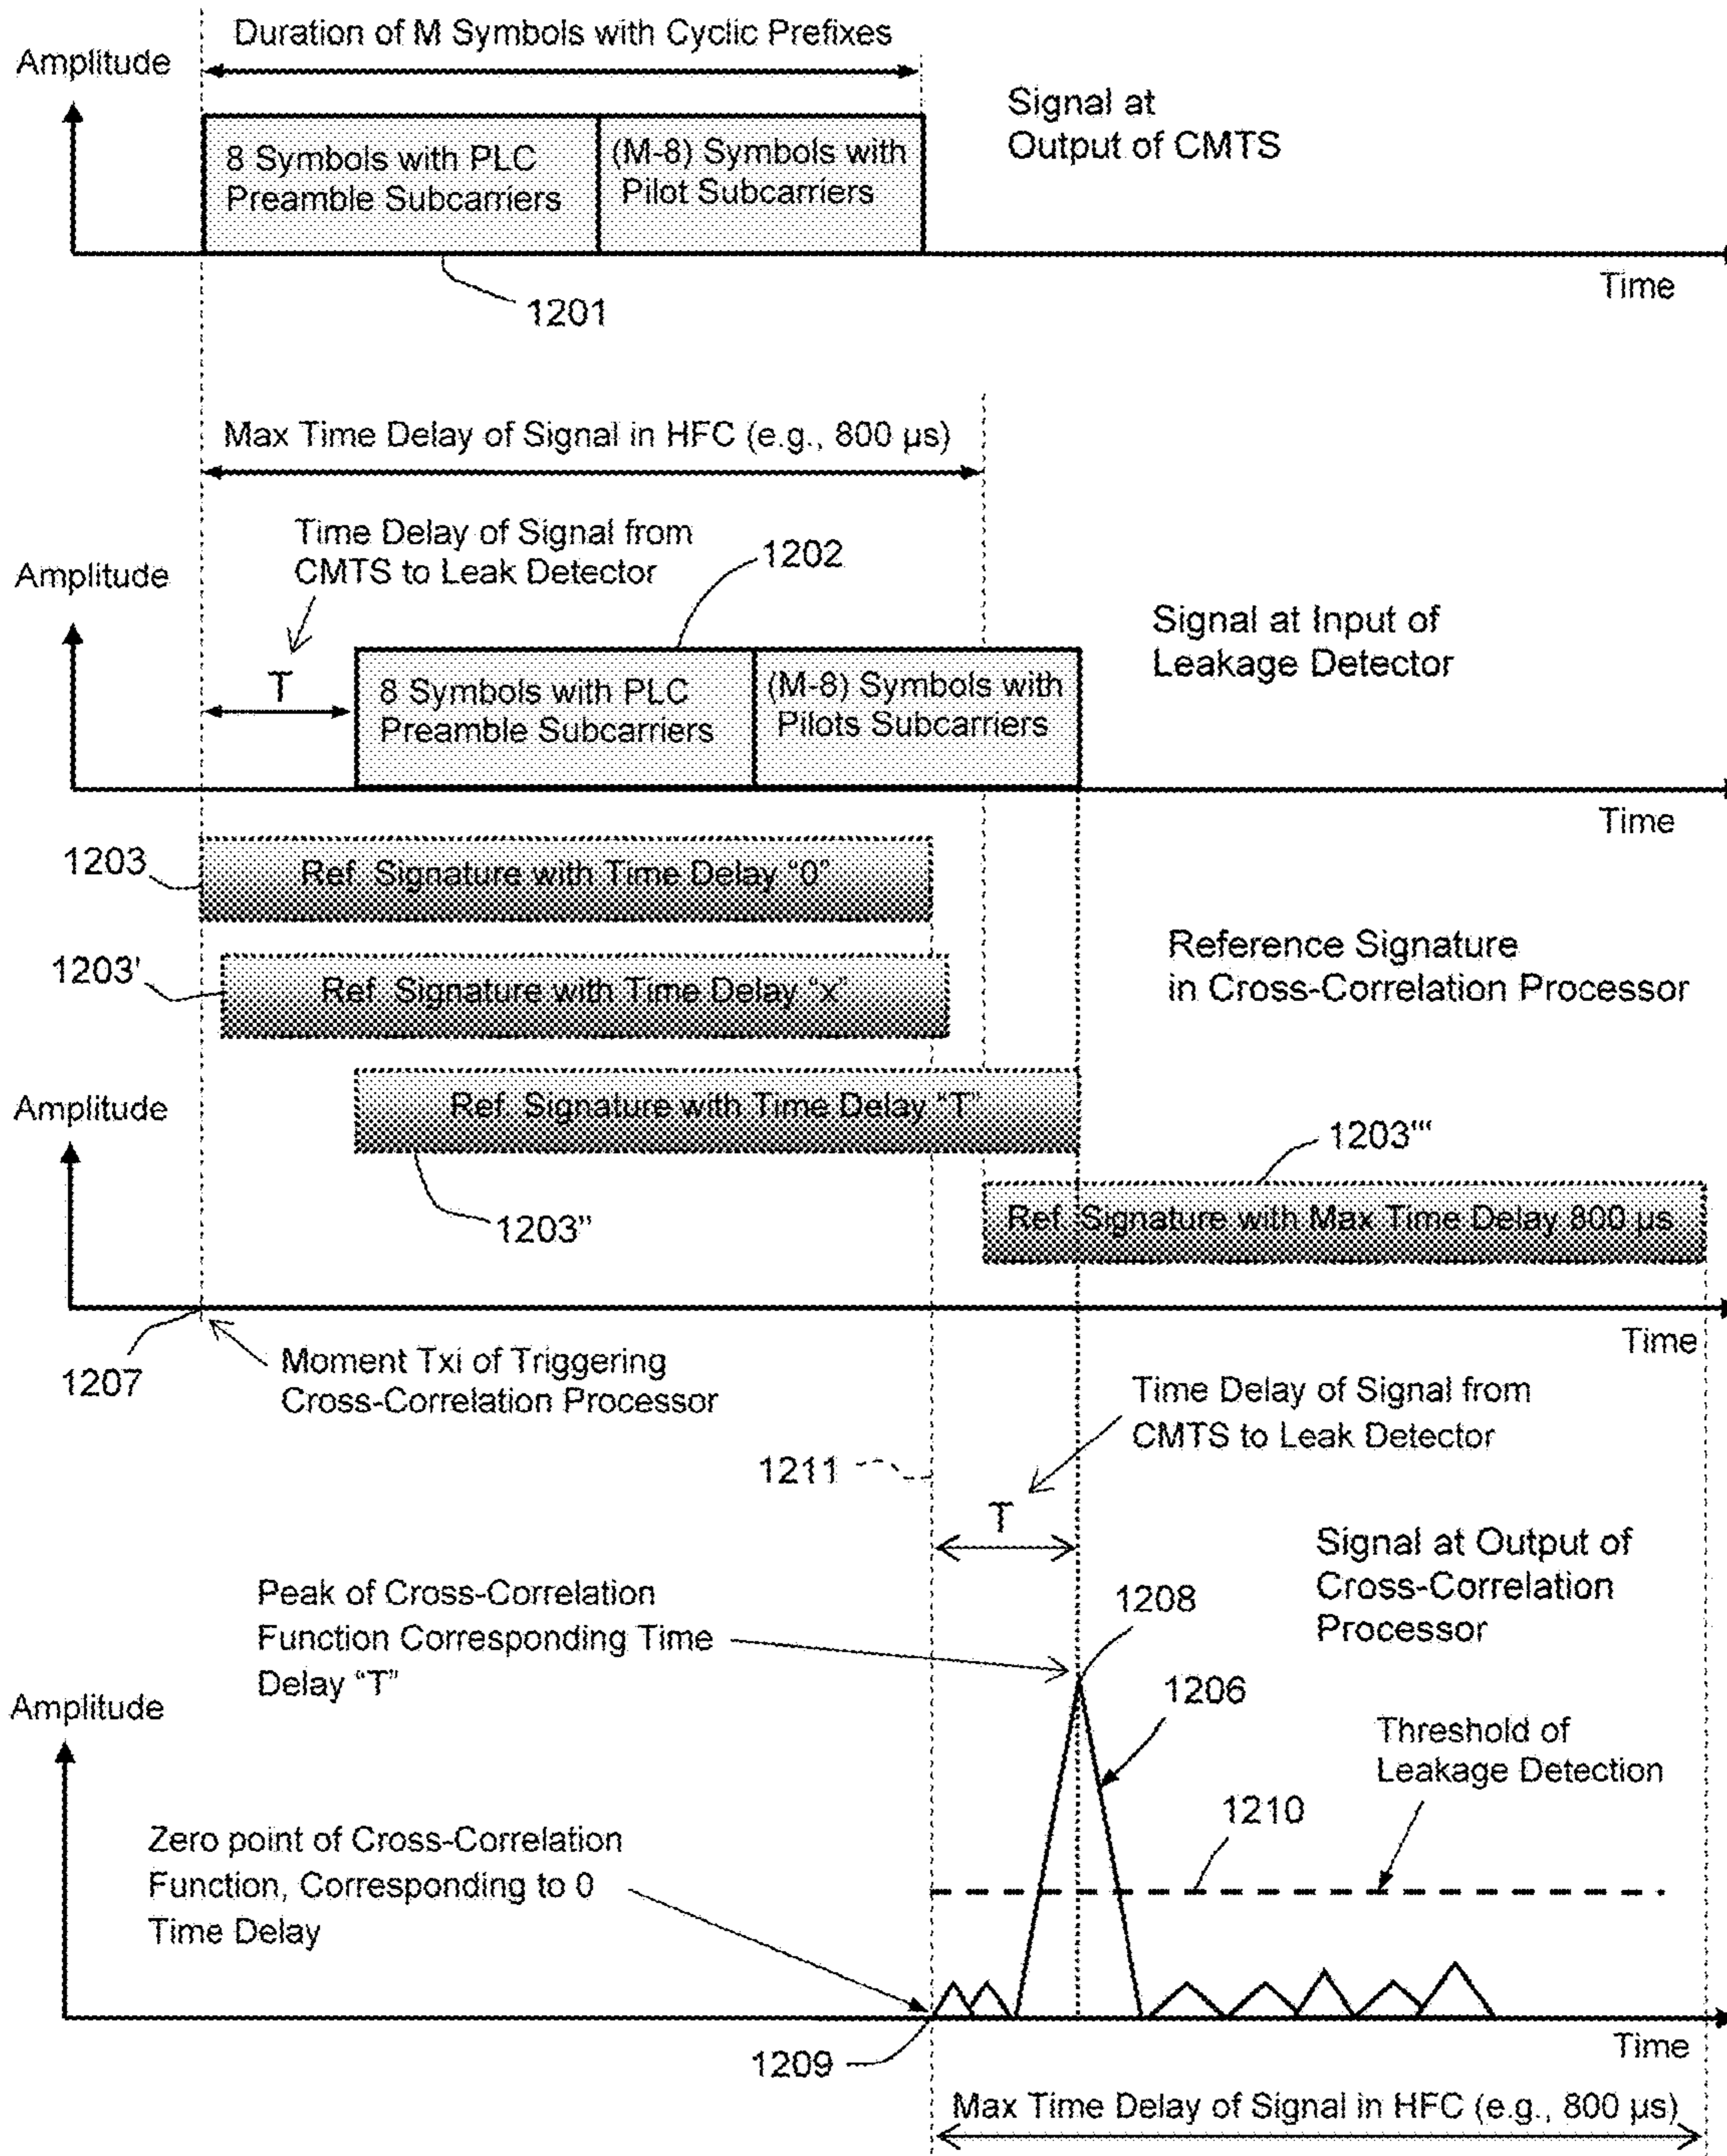 Duration of M Symbols with Cyclic Prefixes
Amplitude
Signal at
Output of CMTS
8 Symbols with PLC
Preamble Subcarriers
(M-8) Symbols with
Pilot Subcarriers
Time
1201
Max Time Delay of Signal in HFC (e.g., 800 µs)
Time Delay of Signal from
CMTS to Leak Detector
1202
Amplitude
Signal at Input of
Leakage Detector
T
8 Symbols with PLC
Preamble Subcarriers
(M-8) Symbols with
Pilots Subcarriers
Time
1203
Ref. Signature with Time Delay "0"
Reference Signature
in Cross-Correlation Processor
1203'
Ref. Signature with Time Delay "x"
Ref. Signature with Time Delay "T"
Amplitude
1203'''
1203''
Ref. Signature with Max Time Delay 800 µs
Time
1207
Moment Txi of Triggering
Cross-Correlation Processor
Time Delay of Signal from
CMTS to Leak Detector
1211
T
Signal at Output of
Cross-Correlation
Processor
Peak of Cross-Correlation
Function Corresponding Time
Delay "T"
1208
1206
Amplitude
Threshold of
Leakage Detection
1210
Zero point of Cross-Correlation
Function, Corresponding to 0
Time Delay
Time
1209
Max Time Delay of Signal in HFC (e.g., 800 µs)